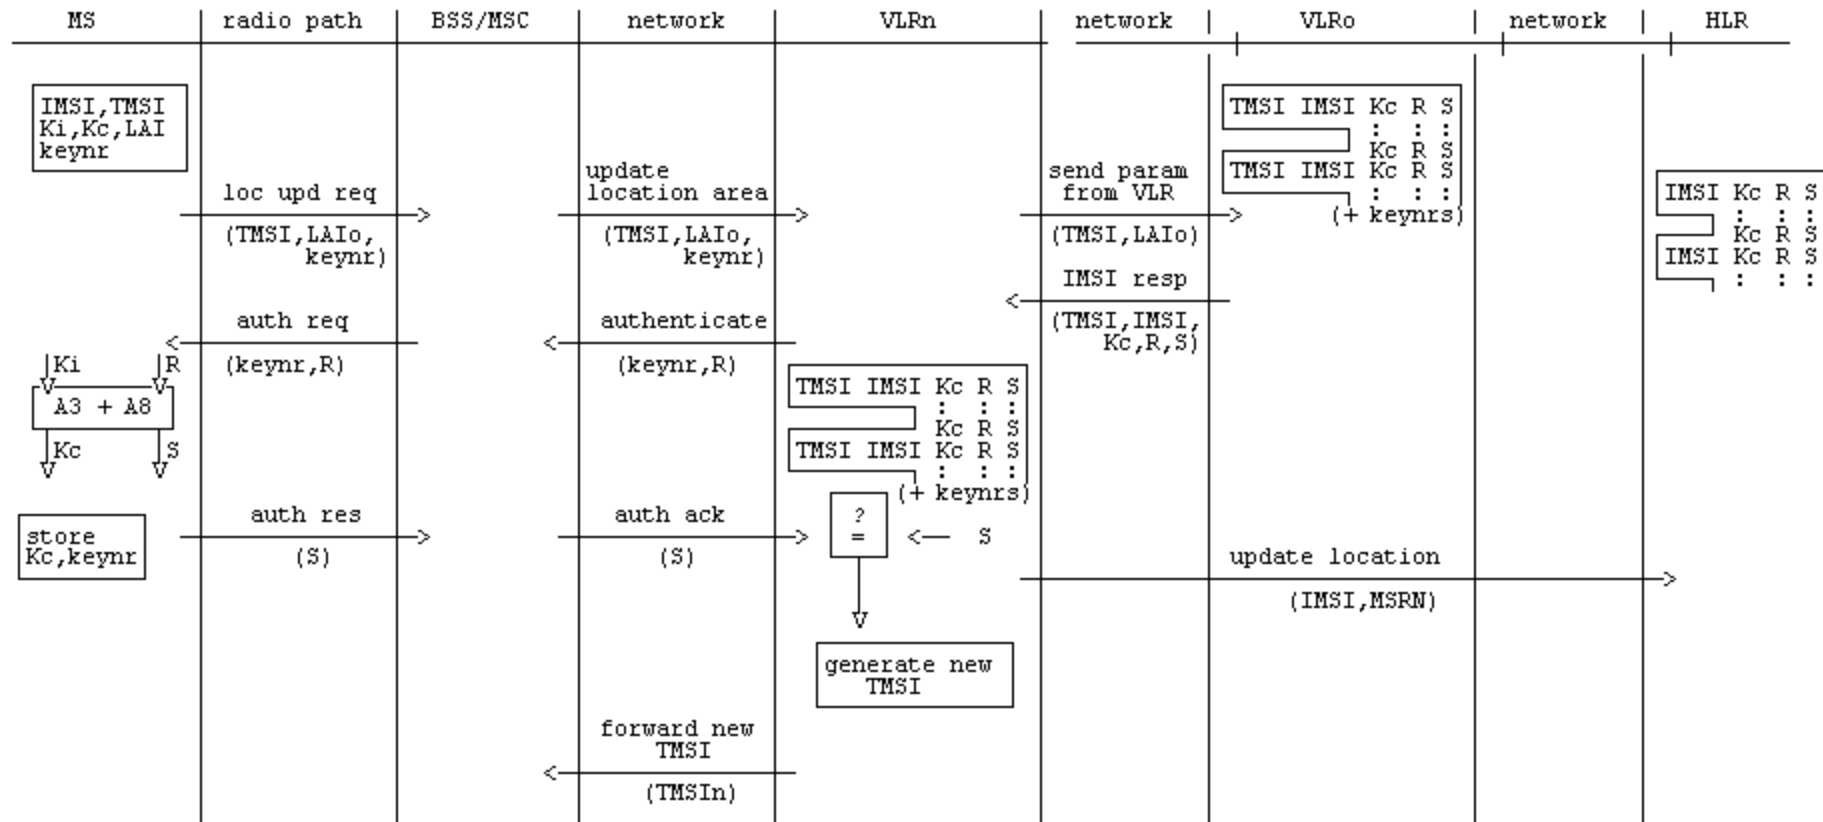 MS | radio path | BSS/MSC | network | VLRn | network | VLRo | network | HLR
IMSI,TMSI
Ki,Kc,LAI
keynr
TMSI IMSI Kc R S
: : :
Kc R S
TMSI IMSI Kc R S
: : :
(+ keynrs)
IMSI Kc R S
: : :
Kc R S
IMSI Kc R S
: : :
loc upd req
(TMSI,LAIo,
keynr)
update
location area
(TMSI,LAIo,
keynr)
send param
from VLR
(TMSI,LAIo)
IMSI resp
(TMSI,IMSI,
Kc,R,S)
auth req
(keynr,R)
authenticate
(keynr,R)
Ki R
A3 + A8
Kc S
TMSI IMSI Kc R S
: : :
Kc R S
TMSI IMSI Kc R S
: : :
(+ keynrs)
store
Kc,keynr
auth res
(S)
auth ack
(S)
?
=
S
update location
(IMSI,MSRN)
generate new
TMSI
forward new
TMSI
(TMSIn)